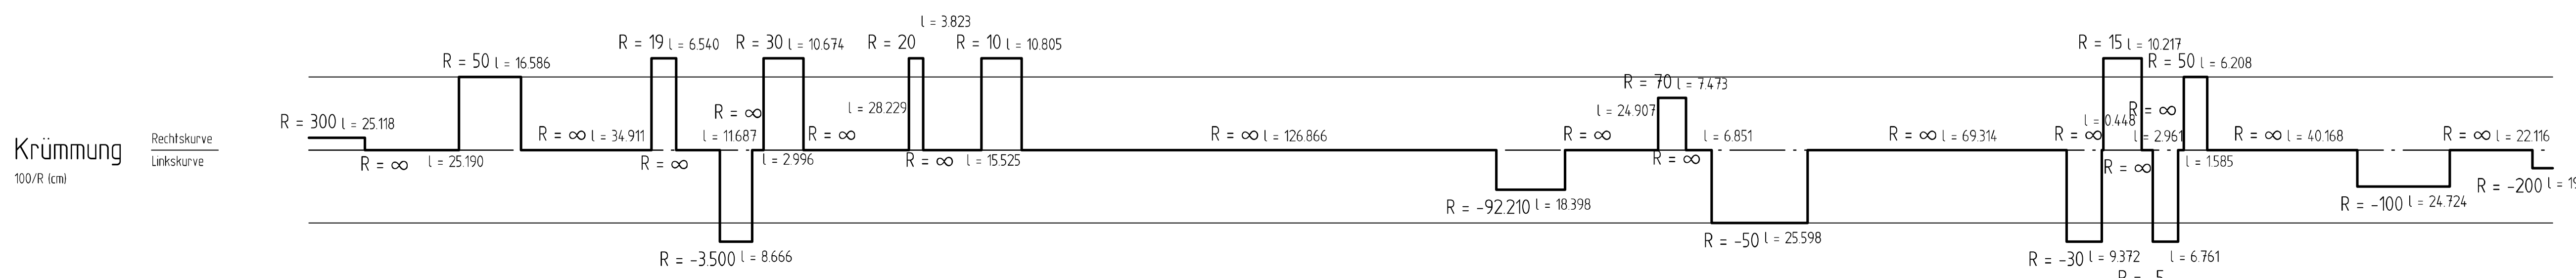 l = 3.823
R = 19 l = 6.540
R = 30 l = 10.674
R = 20
R = 10 l = 10.805
R = 15 l = 10.217
R = 50 l = 16.586
R = 50 l = 6.208
R = 70 l = 7.473
R = ∞
l = 28.229
l = 24.907
R = ∞
R = 300 l = 25.118
l = 0.448
Krümmung
100/R (cm)
Rechtskurve
Linkskurve
R = ∞ l = 34.911
l = 11.687
R = ∞
R = ∞ l = 126.866
R = ∞
l = 6.851
R = ∞ l = 69.314
R = ∞
l = 2.961
R = ∞ l = 40.168
R = ∞ l = 22.116
R = ∞
l = 25.190
R = ∞
l = 2.996
R = ∞
l = 15.525
R = ∞
R = ∞
l = 1.585
R = -200
R = -92.210 l = 18.398
R = -100 l = 24.724
R = -50 l = 25.598
R = -3.500 l = 8.666
R = -30 l = 9.372
l = 6.761